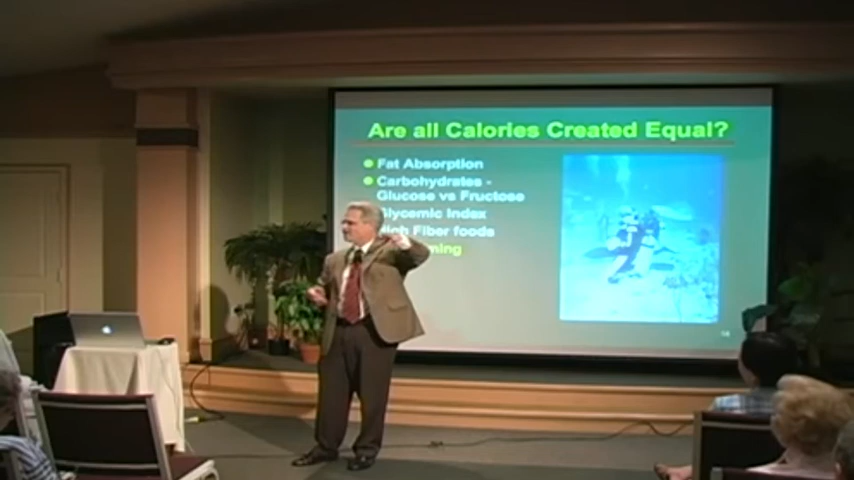 Are all Calories Created Equal?
Fat Absorption
Carbohydrates -
Glucose vs Fructose
Glycemic Index
High Fiber foods